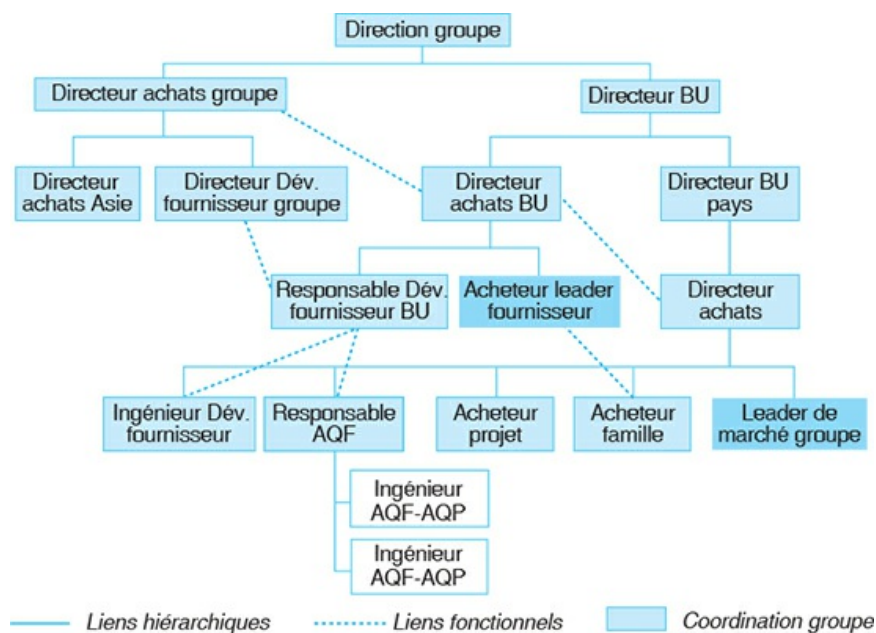 Direction groupe
Directeur achats groupe
Directeur BU
Directeur
achats Asie
Directeur Dév.
fournisseur groupe
Directeur
achats BU
Directeur BU
pays
Responsable Dév.
fournisseur BU
Acheteur leader
fournisseur
Directeur
achats
Ingénieur Dév.
fournisseur
Responsable
AQF
Acheteur
projet
Acheteur
famille
Leader de
marché groupe
Ingénieur
AQF-AQP
Ingénieur
AQF-AQP
Liens hiérarchiques
Liens fonctionnels
Coordination groupe